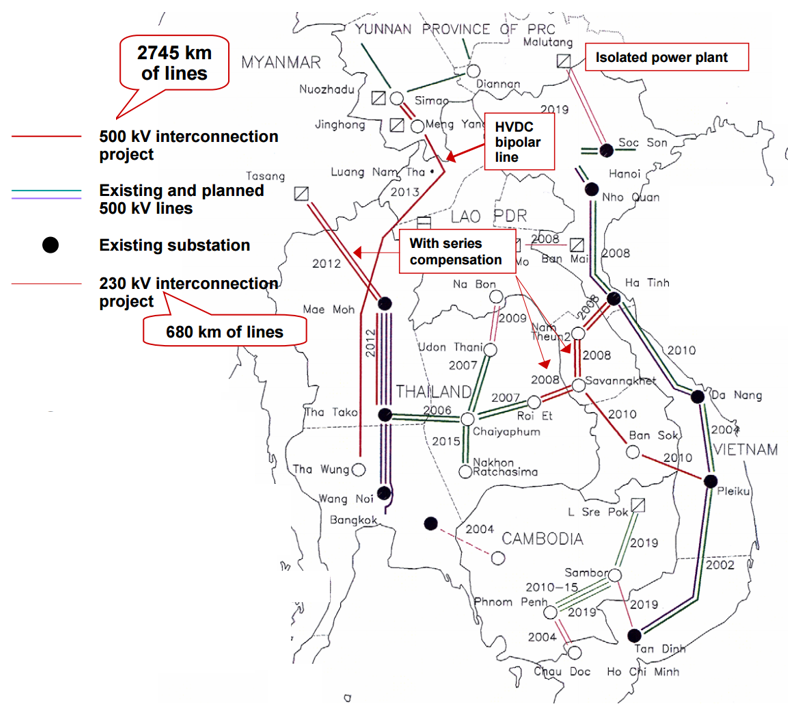 YUNNAN PROVINCE OF PRC
Malutang
MYANMAR
2745 km
of lines
Isolated power plant
Diannan
Nuozhadu
Simao
2019
Jinghong
Meng Yang
HVDC
bipolar
line
Soc Son
500 kV interconnection
project
Luang Nam Tha
Hanoi
Tasang
2013
Nho Quan
Existing and planned
500 kV lines
LAO PDR
With series
compensation
2008
Mo
Ban Mai
2008
Existing substation
2012
Na Bon
Ha Tinh
230 kV interconnection
project
Mae Moh
2009
2008
680 km of lines
Nam
Theun2
2012
Udon Thani
2007
2008
2010
THAILAND
2008
Savannakhet
Da Nang
Tha Tako
2006
2007
Roi Et
2010
2004
Chaiyaphum
Ban Sok
VIETNAM
2015
2010
Tha Wung
Nakhon
Ratchasima
Pleiku
Wang Noi
Bangkok
L Sre Pok
2004
CAMBODIA
2019
2002
Sambor
2010-15
Phnom Penh
2019
2019
2004
Tan Dinh
Chau Doc
Ho Chi Minh